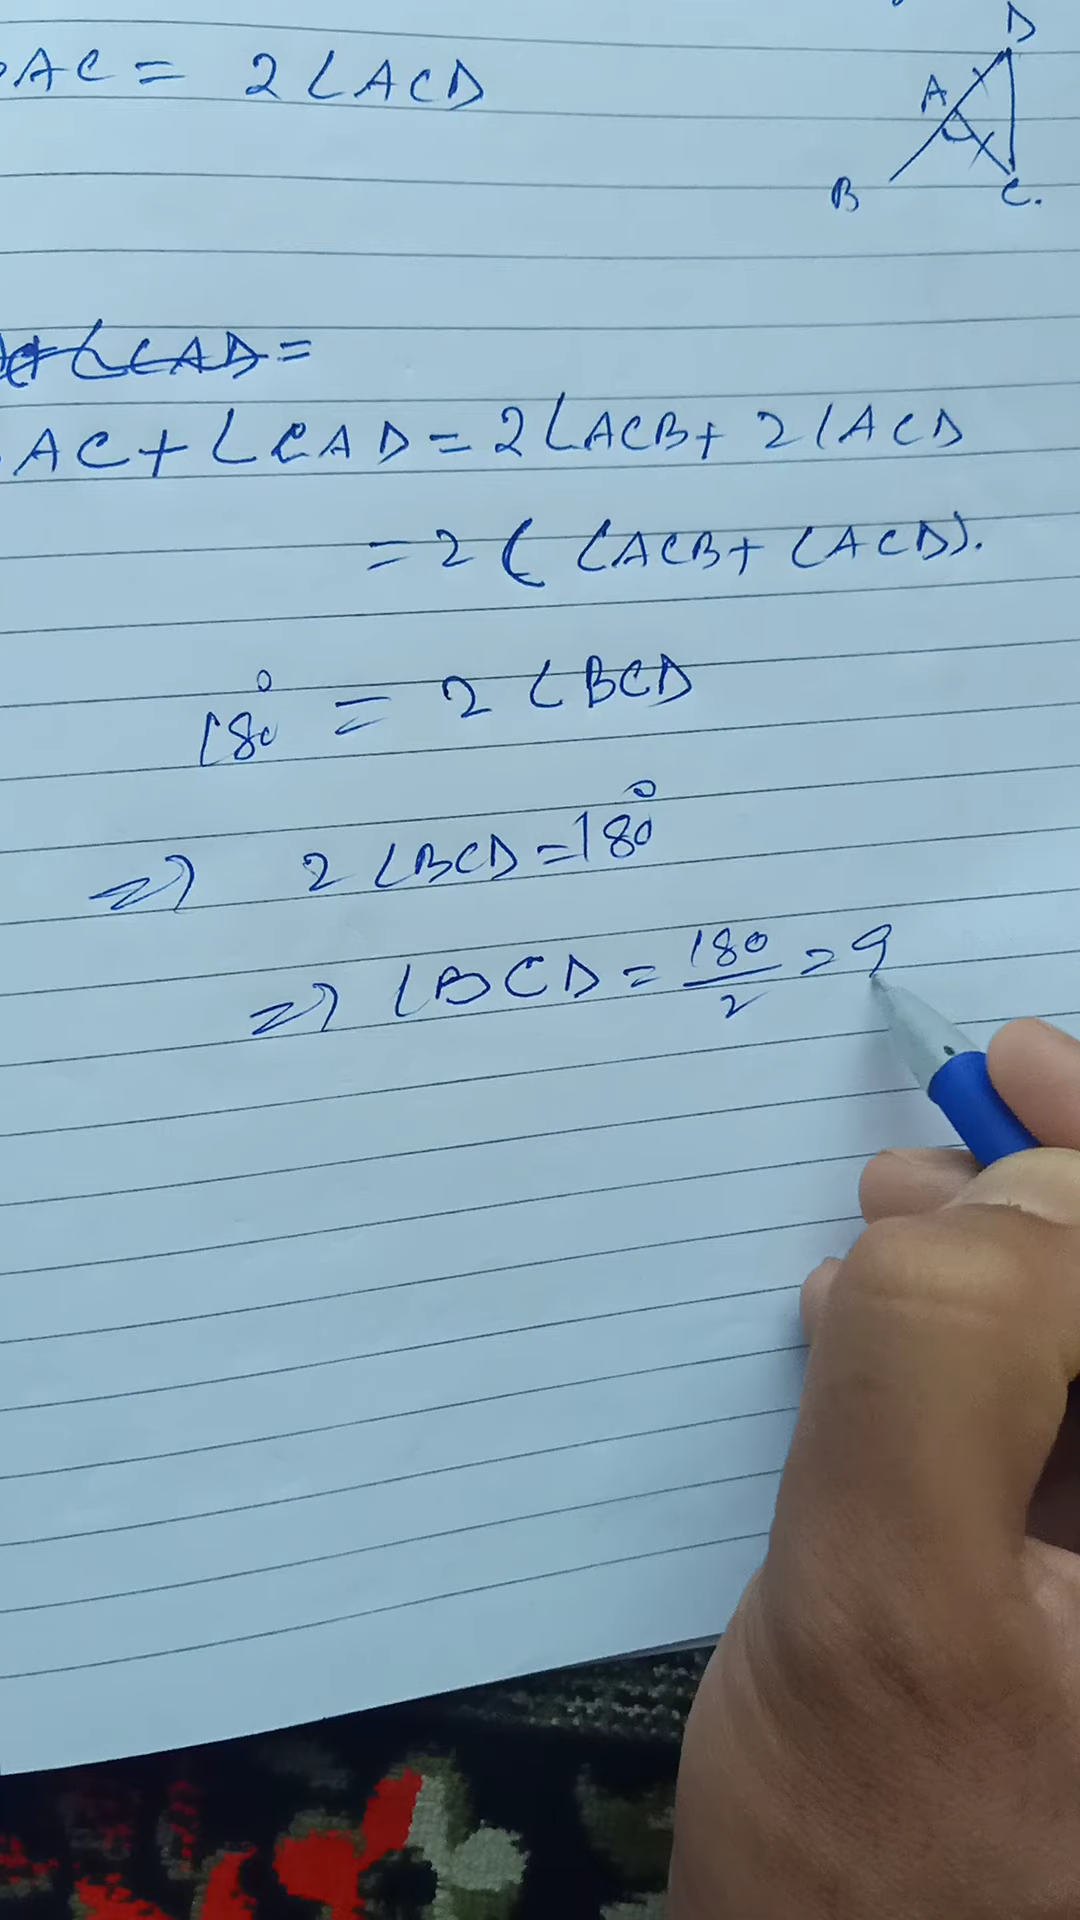 D
AC = 2∠ACD
A
B
C.
∠CAD =
AC + ∠CAD = 2∠ACB + 2∠ACD
= 2 ( ∠ACB + ∠ACD).
180° = 2 ∠BCD
⇒ 2 ∠BCD = 180°
⇒ ∠BCD = 180/2 = 9